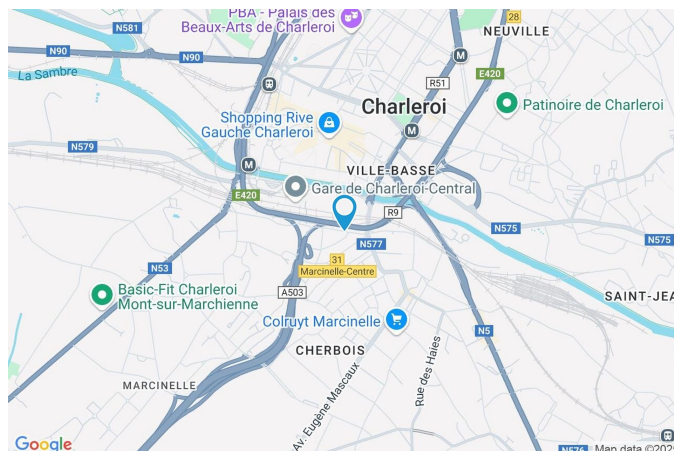 N581
PBA - Palais des
Beaux-Arts de Charleroi
28
NEUVILLE
N90
N90
La Sambre
M
R51
E420
Charleroi
Patinoire de Charleroi
Shopping Rive
Gauche Charleroi
M
N579
M
VILLE-BASSE
E420
Gare de Charleroi-Central
R9
N575
N575
N577
31
Marcinelle-Centre
N53
A503
Basic-Fit Charleroi
Mont-sur-Marchienne
SAINT-JEA
Colruyt Marcinelle
N5
CHERBOIS
Rue des Haies
MARCINELLE
Av. Eugène Mascaux
Google
N576
Map data ©202